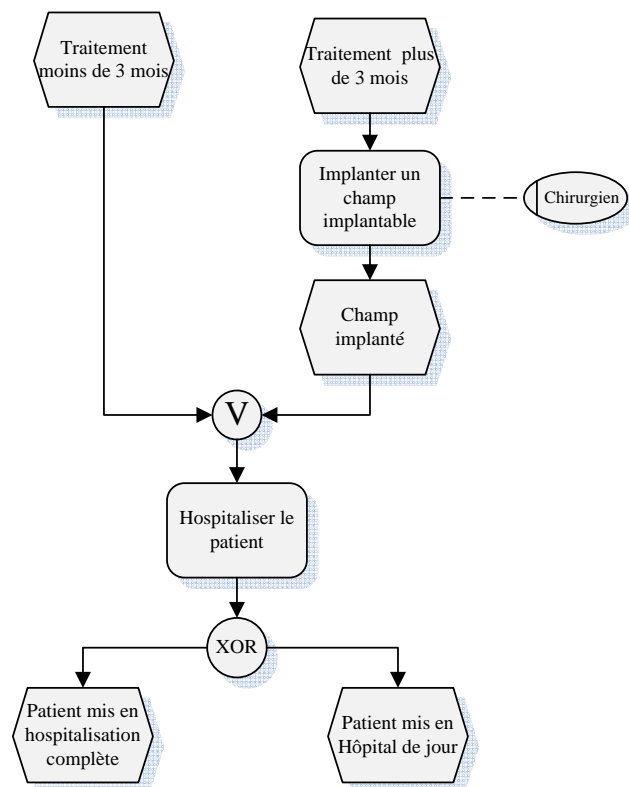 Traitement
moins de 3 mois
Traitement plus
de 3 mois
Implanter un
champ
implantable
Chirurgien
Champ
implanté
V
Hospitaliser le
patient
XOR
Patient mis en
hospitalisation
complète
Patient mis en
Hôpital de jour